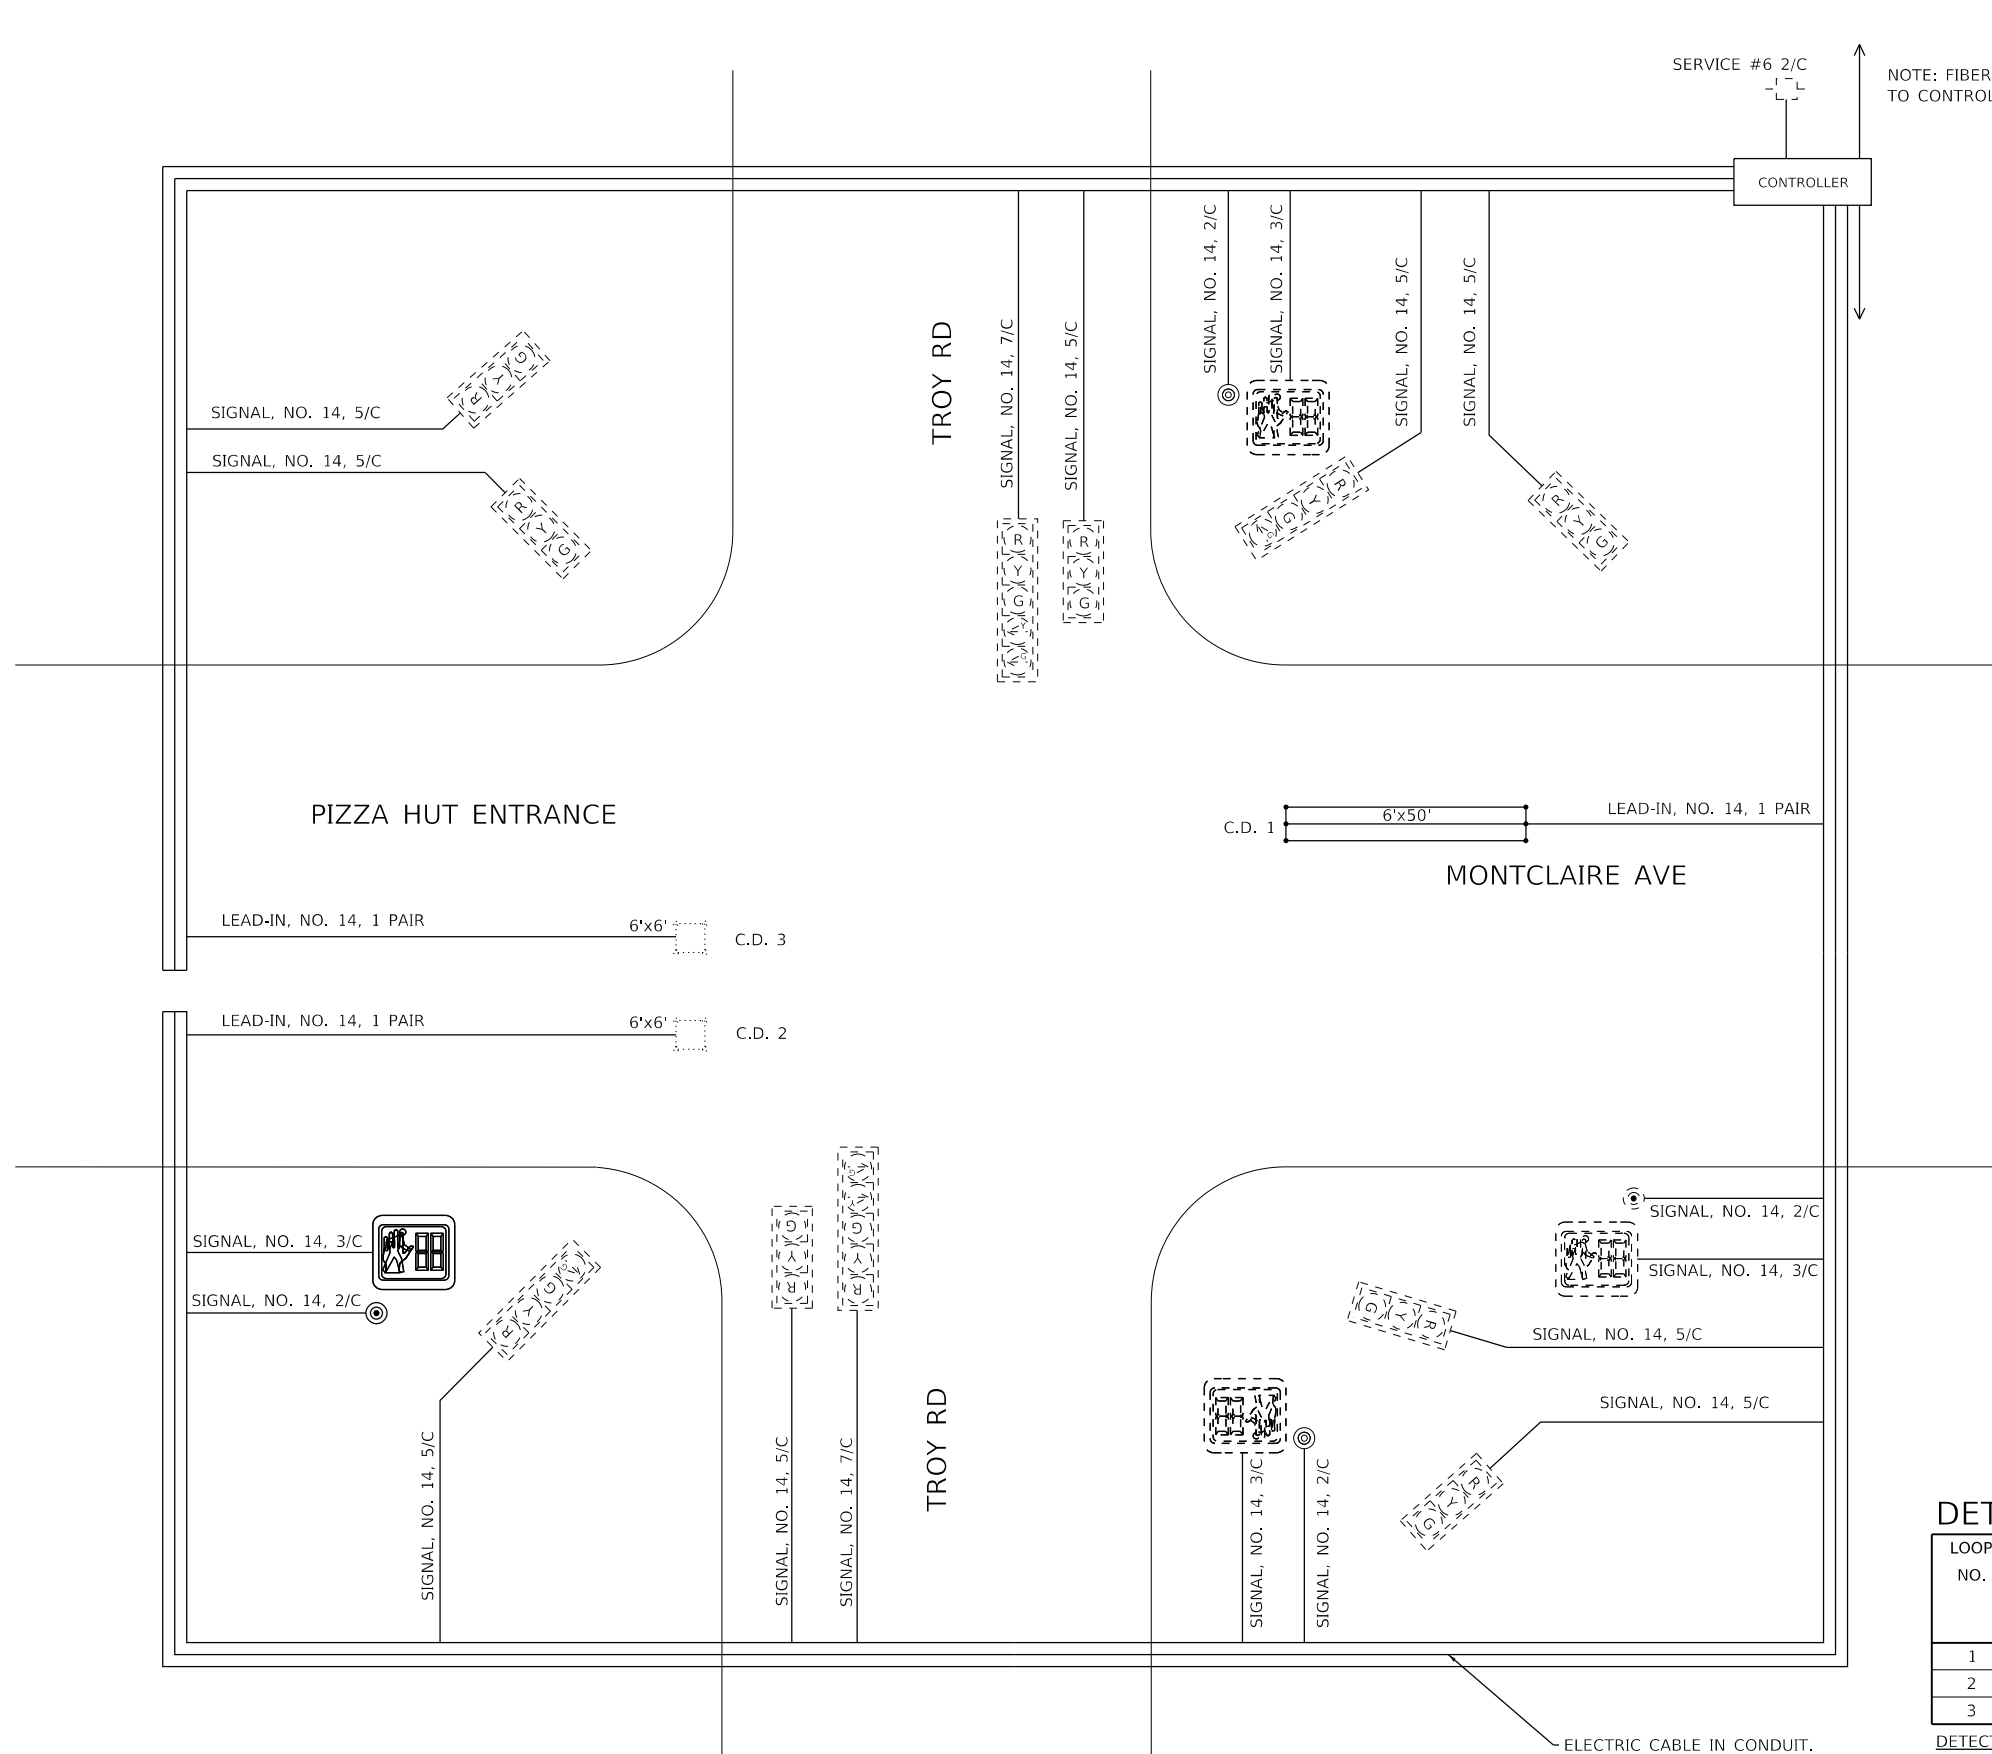 SERVICE #6 2/C
NOTE: FIBER
TO CONTROL
CONTROLLER
SIGNAL, NO. 14, 2/C
SIGNAL, NO. 14, 3/C
SIGNAL, NO. 14, 5/C
SIGNAL, NO. 14, 5/C
TROY RD
SIGNAL, NO. 14, 7/C
SIGNAL, NO. 14, 5/C
G
Y
R
SIGNAL, NO. 14, 5/C
SIGNAL, NO. 14, 5/C
R
Y
G
R
Y
G
Y
G
R
Y
G
R
Y
G
G
R
Y
G
PIZZA HUT ENTRANCE
6'x50'
LEAD-IN, NO. 14, 1 PAIR
C.D. 1
MONTCLAIRE AVE
LEAD-IN, NO. 14, 1 PAIR
6'x6'
C.D. 3
LEAD-IN, NO. 14, 1 PAIR
6'x6'
C.D. 2
SIGNAL, NO. 14, 3/C
SIGNAL, NO. 14, 2/C
G
G
Y
R
SIGNAL, NO. 14, 5/C
G
Y
R
G
Y
G
Y
R
SIGNAL, NO. 14, 5/C
SIGNAL, NO. 14, 7/C
TROY RD
SIGNAL, NO. 14, 2/C
SIGNAL, NO. 14, 3/C
G
Y
R
SIGNAL, NO. 14, 5/C
SIGNAL, NO. 14, 5/C
R
Y
G
SIGNAL, NO. 14, 3/C
SIGNAL, NO. 14, 2/C
DET
LOOP
NO.
1
2
3
DETECT
ELECTRIC CABLE IN CONDUIT.